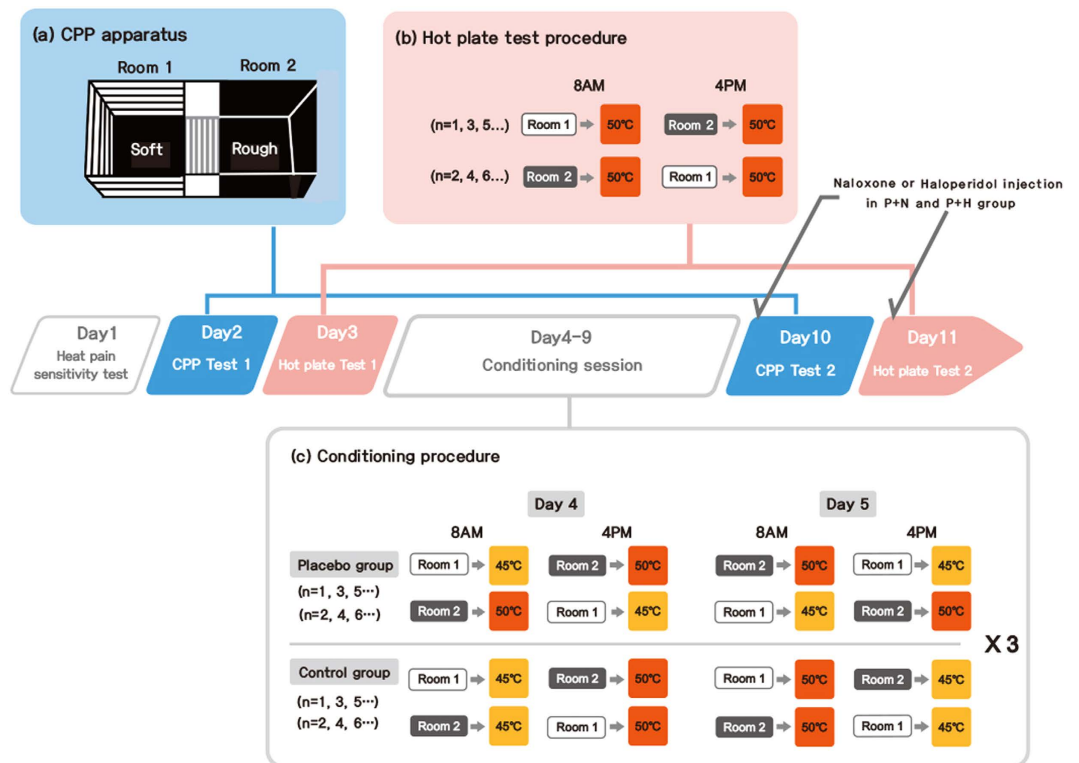 (a) CPP apparatus
Room 1 Room 2
Soft Rough
(b) Hot plate test procedure
8AM 4PM
(n=1, 3, 5...) Room 1 50℃ Room 2 50℃
(n=2, 4, 6...) Room 2 50℃ Room 1 50℃
Naloxone or Haloperidol injection
in P+N and P+H group
Day1
Heat pain
sensitivity test
Day2
CPP Test 1
Day3
Hot plate Test 1
Day4-9
Conditioning session
Day10
CPP Test 2
Day11
Hot plate Test 2
(c) Conditioning procedure
Day 4 Day 5
8AM 4PM 8AM 4PM
Placebo group
(n=1, 3, 5···) Room 1 45℃ Room 2 50℃ Room 2 50℃ Room 1 45℃
(n=2, 4, 6···) Room 2 50℃ Room 1 45℃ Room 1 45℃ Room 2 50℃
X 3
Control group
(n=1, 3, 5···) Room 1 45℃ Room 2 50℃ Room 1 50℃ Room 2 45℃
(n=2, 4, 6···) Room 2 45℃ Room 1 50℃ Room 2 50℃ Room 1 45℃